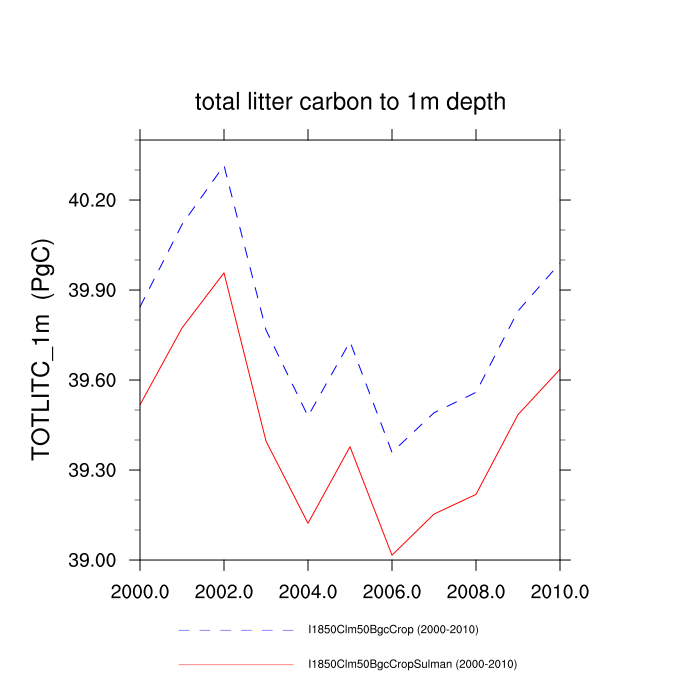 total litter carbon to 1m depth
TOTLITC_1m (PgC)
40.20
39.90
39.60
39.30
39.00
2000.0 2002.0 2004.0 2006.0 2008.0 2010.0
I1850Clm50BgcCrop (2000-2010)
I1850Clm50BgcCropSulman (2000-2010)